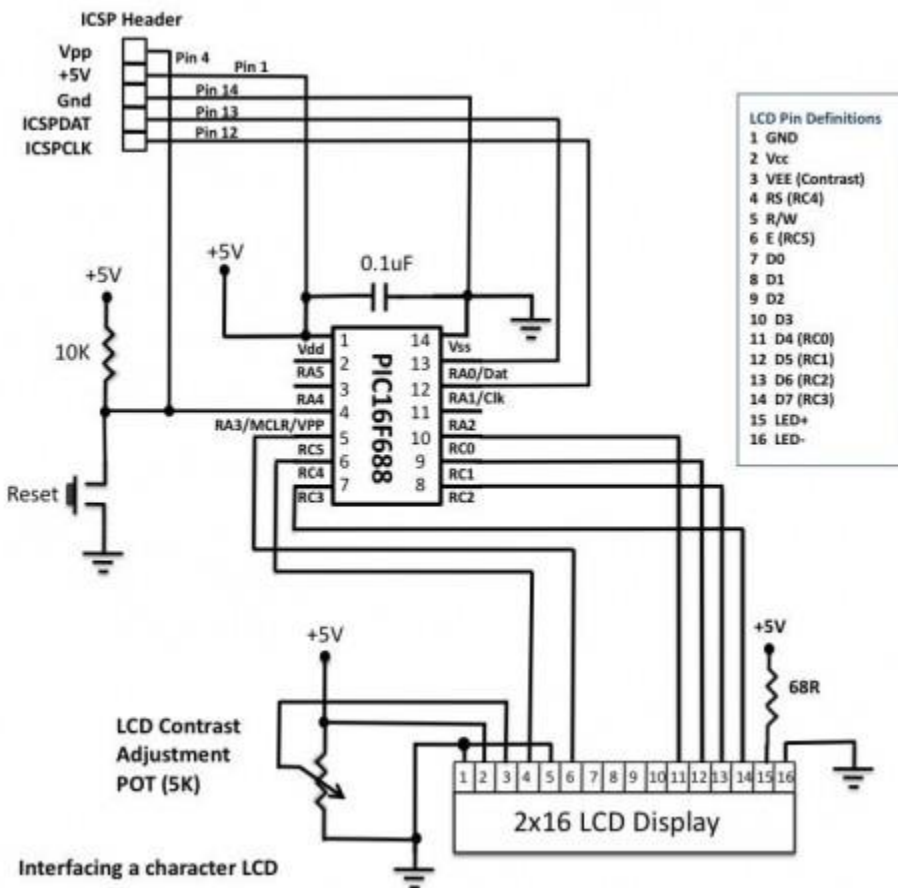 ICSP Header
Vpp
+5V
Gnd
ICSPDAT
ICSPCLK
Pin 4
Pin 1
Pin 14
Pin 13
Pin 12
LCD Pin Definitions
1 GND
2 Vcc
3 VEE (Contrast)
4 RS (RC4)
5 R/W
6 E (RC5)
7 D0
8 D1
9 D2
10 D3
11 D4 (RC0)
12 D5 (RC1)
13 D6 (RC2)
14 D7 (RC3)
15 LED+
16 LED-
+5V
0.1uF
+5V
10K
Reset
1 14
2 13
3 12
4 11
5 10
6 9
7 8
PIC16F688
Vdd
RA5
RA4
RA3/MCLR/VPP
RC5
RC4
RC3
Vss
RA0/Dat
RA1/Clk
RA2
RC0
RC1
RC2
+5V
LCD Contrast
Adjustment
POT (5K)
+5V
68R
1 2 3 4 5 6 7 8 9 10 11 12 13 14 15 16
2x16 LCD Display
Interfacing a character LCD